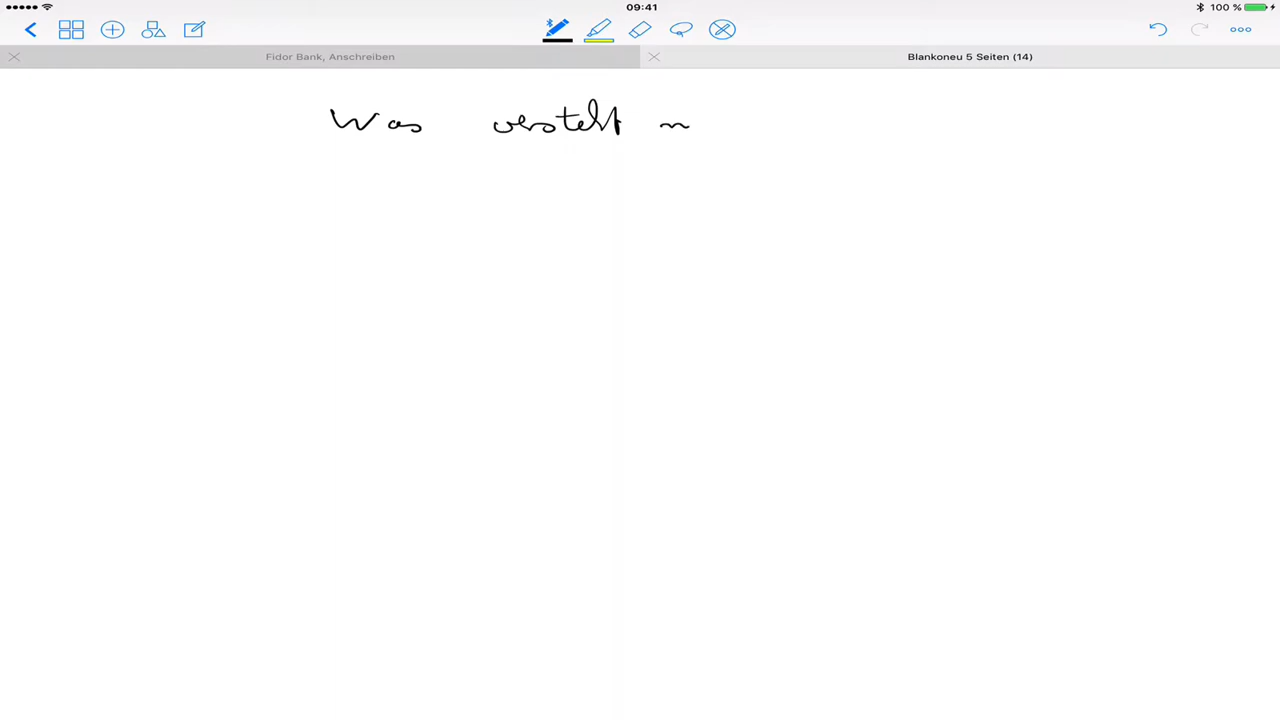 09:41
100 %
Fidor Bank, Anschreiben
Blankoneu 5 Seiten (14)
Was versteht m